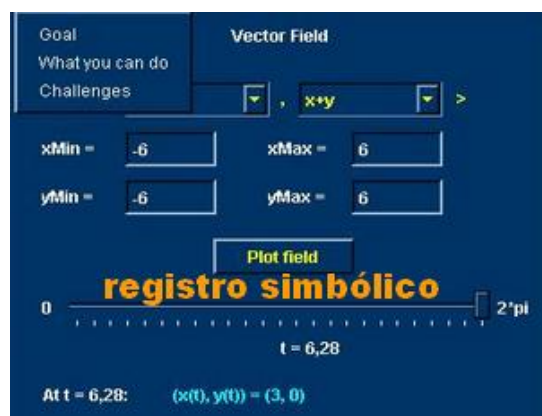 Goal
Vector Field
What you can do
Challenges
, x+y >
xMin = -6 xMax = 6
yMin = -6 yMax = 6
Plot field
registro simbólico
0 2*pi
t = 6,28
At t = 6,28: (x(t), y(t)) = (3, 0)